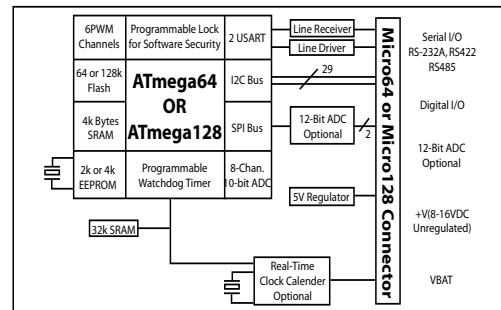 6PWM
Channels
Programmable Lock
for Software Security
2 USART
Line Receiver
Line Driver
Serial I/O
RS-232A, RS422
RS485
64 or 128k
Flash
ATmega64
OR
ATmega128
I2C Bus
29
Digital I/O
4k Bytes
SRAM
SPI Bus
12-Bit ADC
Optional
2
12-Bit ADC
Optional
2k or 4k
EEPROM
Programmable
Watchdog Timer
8-Chan.
10-bit ADC
5V Regulator
Micro64 or Micro128 Connector
+V(8-16VDC
Unregulated)
32k SRAM
Real-Time
Clock Calender
Optional
VBAT